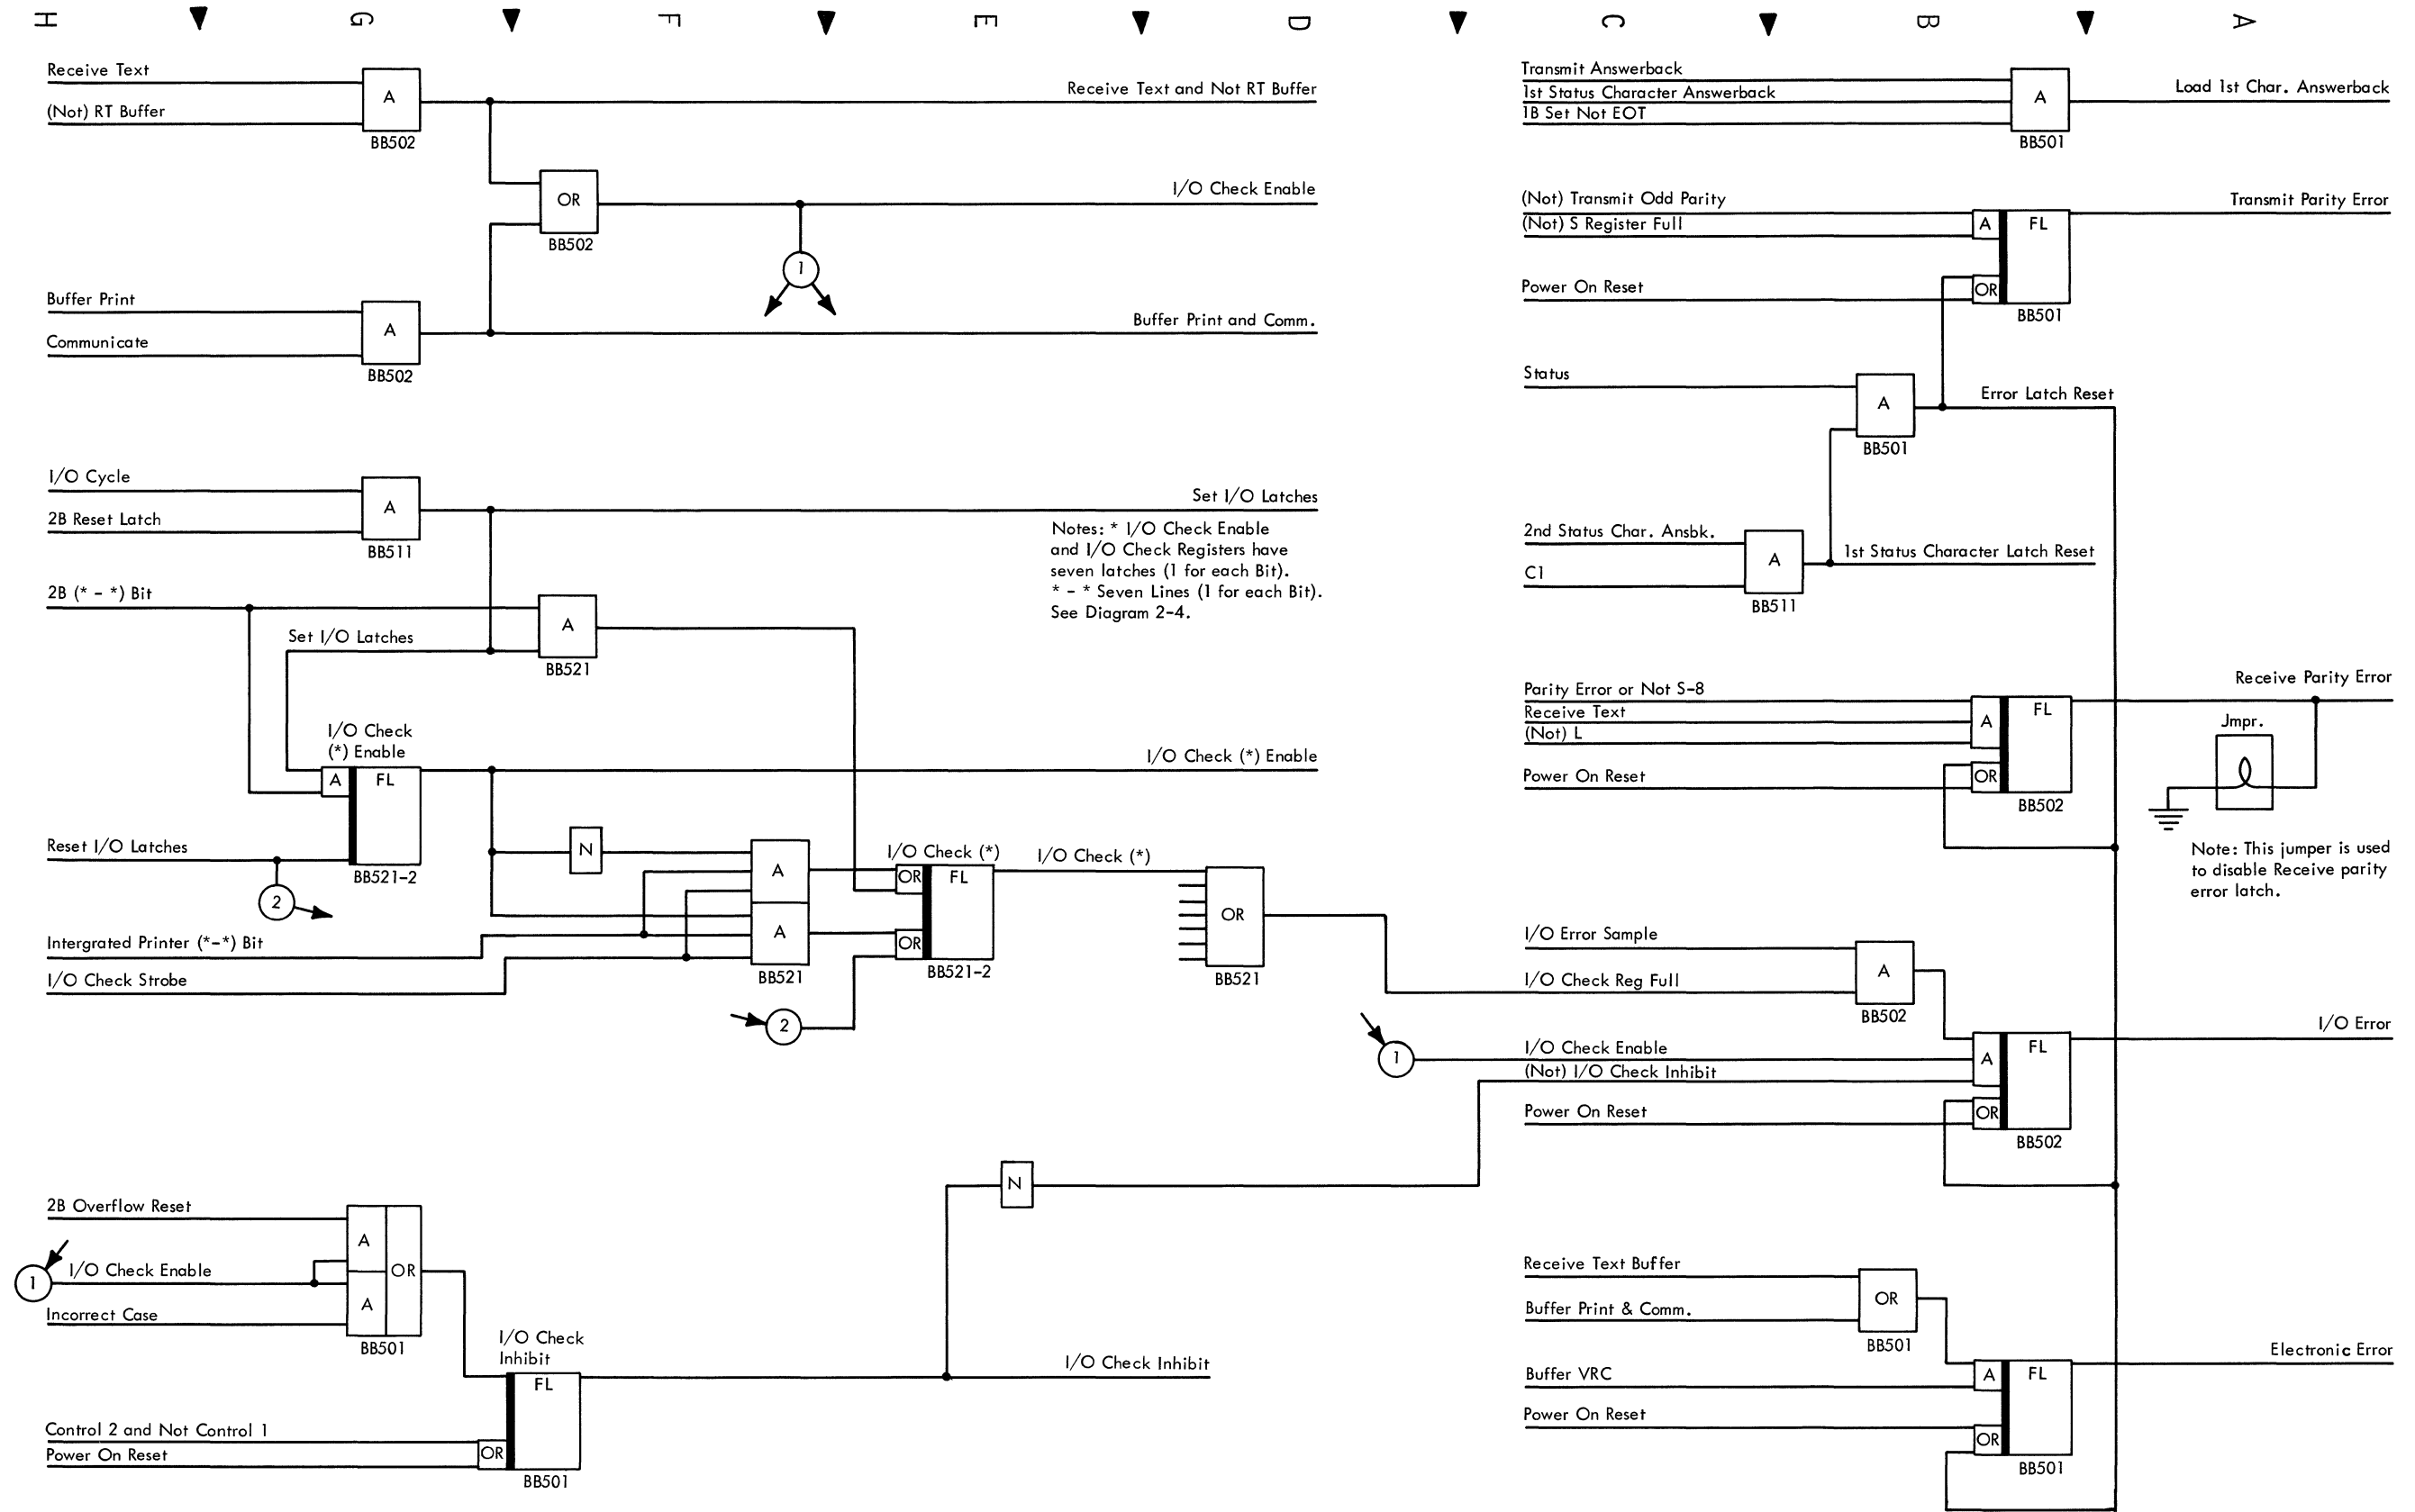 H G F E D C B A
Receive Text
(Not) RT Buffer
A
BB502
Receive Text and Not RT Buffer
OR
BB502
I/O Check Enable
1
Buffer Print
Communicate
A
BB502
Buffer Print and Comm.
I/O Cycle
2B Reset Latch
A
BB511
Set I/O Latches
Notes: * I/O Check Enable
and I/O Check Registers have
seven latches (1 for each Bit).
* - * Seven Lines (1 for each Bit).
See Diagram 2-4.
2B (* - *) Bit
Set I/O Latches
A
BB521
I/O Check
(*) Enable
A
FL
BB521-2
I/O Check (*) Enable
Reset I/O Latches
2
N
A
A
BB521
Intergrated Printer (*-*) Bit
I/O Check Strobe
I/O Check (*)
OR
FL
OR
BB521-2
2
I/O Check (*)
OR
BB521
2B Overflow Reset
1
I/O Check Enable
Incorrect Case
A
A
OR
BB501
I/O Check
Inhibit
FL
Control 2 and Not Control 1
Power On Reset
OR
BB501
I/O Check Inhibit
N
Transmit Answerback
1st Status Character Answerback
1B Set Not EOT
A
BB501
Load 1st Char. Answerback
(Not) Transmit Odd Parity
(Not) S Register Full
Power On Reset
A
FL
OR
BB501
Transmit Parity Error
Status
A
BB501
Error Latch Reset
2nd Status Char. Ansbk.
C1
A
BB511
1st Status Character Latch Reset
Parity Error or Not S-8
Receive Text
(Not) L
Power On Reset
A
FL
OR
BB502
Receive Parity Error
Jmpr.
Note: This jumper is used
to disable Receive parity
error latch.
I/O Error Sample
I/O Check Reg Full
A
BB502
1
I/O Check Enable
(Not) I/O Check Inhibit
Power On Reset
A
FL
OR
BB502
I/O Error
Receive Text Buffer
Buffer Print & Comm.
OR
BB501
Buffer VRC
Power On Reset
A
FL
OR
BB501
Electronic Error